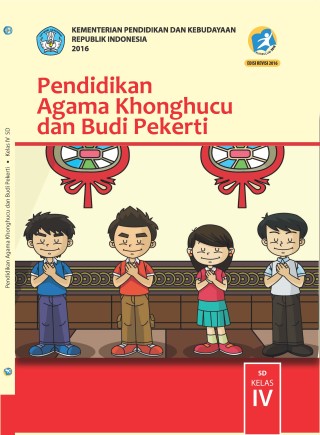 KEMENTERIAN PENDIDIKAN DAN KEBUDAYAAN
REPUBLIK INDONESIA
2016
EDISI REVISI 2016
Pendidikan
Agama Khonghucu
dan Budi Pekerti
Pendidikan Agama Khonghucu dan Budi Pekerti • Kelas IV SD
SD
KELAS
IV